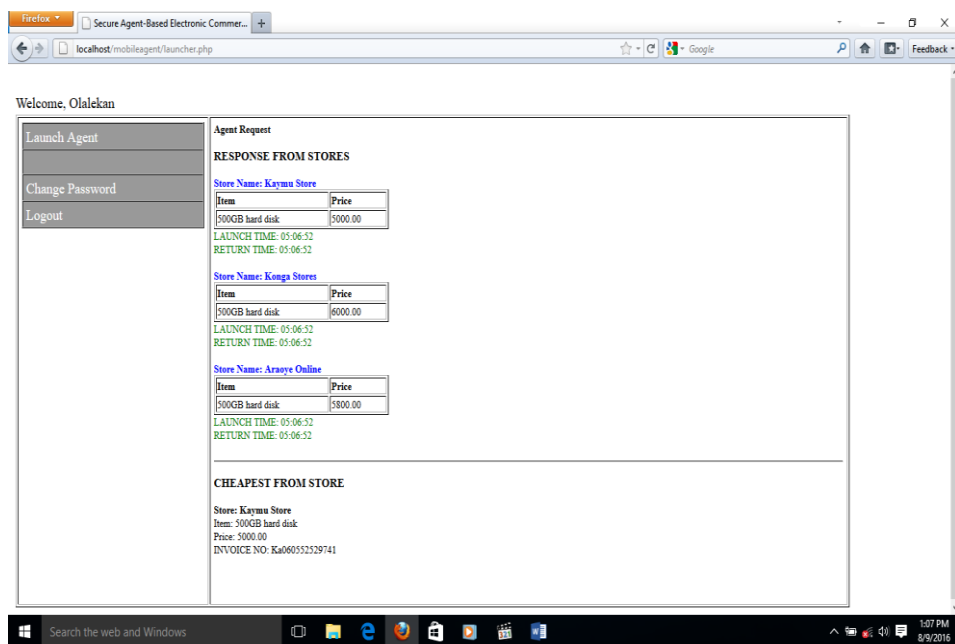 Firefox
Secure Agent-Based Electronic Commer...
localhost/mobileagent/launcher.php
Google
Feedback
Welcome, Olalekan
Launch Agent
Change Password
Logout
Agent Request
RESPONSE FROM STORES
Store Name: Kaymu Store
Item Price
500GB hard disk 5000.00
LAUNCH TIME: 05:06:52
RETURN TIME: 05:06:52
Store Name: Konga Stores
Item Price
500GB hard disk 6000.00
LAUNCH TIME: 05:06:52
RETURN TIME: 05:06:52
Store Name: Araoye Online
Item Price
500GB hard disk 5800.00
LAUNCH TIME: 05:06:52
RETURN TIME: 05:06:52
CHEAPEST FROM STORE
Store: Kaymu Store
Item: 500GB hard disk
Price: 5000.00
INVOICE NO: Ka060552529741
Search the web and Windows
1:07 PM
8/9/2016